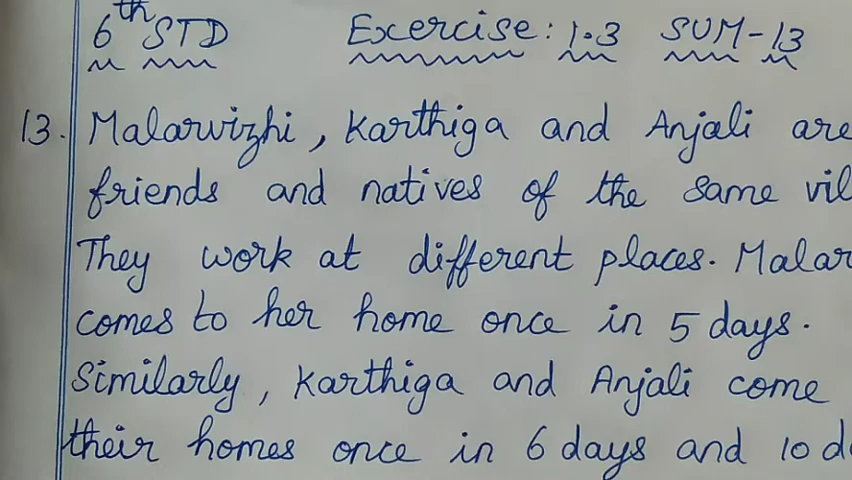 6th STD Exercise: 1.3 SUM-13
13. Malarvizhi, Karthiga and Anjali are
friends and natives of the same vil
They work at different places. Malar
comes to her home once in 5 days.
Similarly, Karthiga and Anjali come
their homes once in 6 days and 10 d